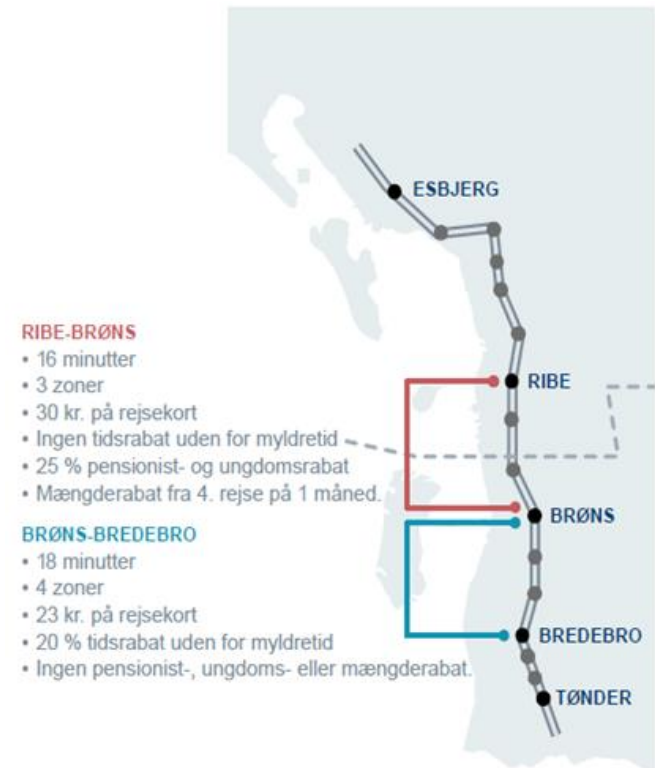 ESBJERG
RIBE-BRØNS
• 16 minutter
• 3 zoner
• 30 kr. på rejsekort
• Ingen tidsrabat uden for myldretid
• 25 % pensionist- og ungdomsrabat
• Mængderabat fra 4. rejse på 1 måned.
RIBE
BRØNS
BRØNS-BREDEBRO
• 18 minutter
• 4 zoner
• 23 kr. på rejsekort
• 20 % tidsrabat uden for myldretid
• Ingen pensionist-, ungdoms- eller mængderabat.
BREDEBRO
TØNDER